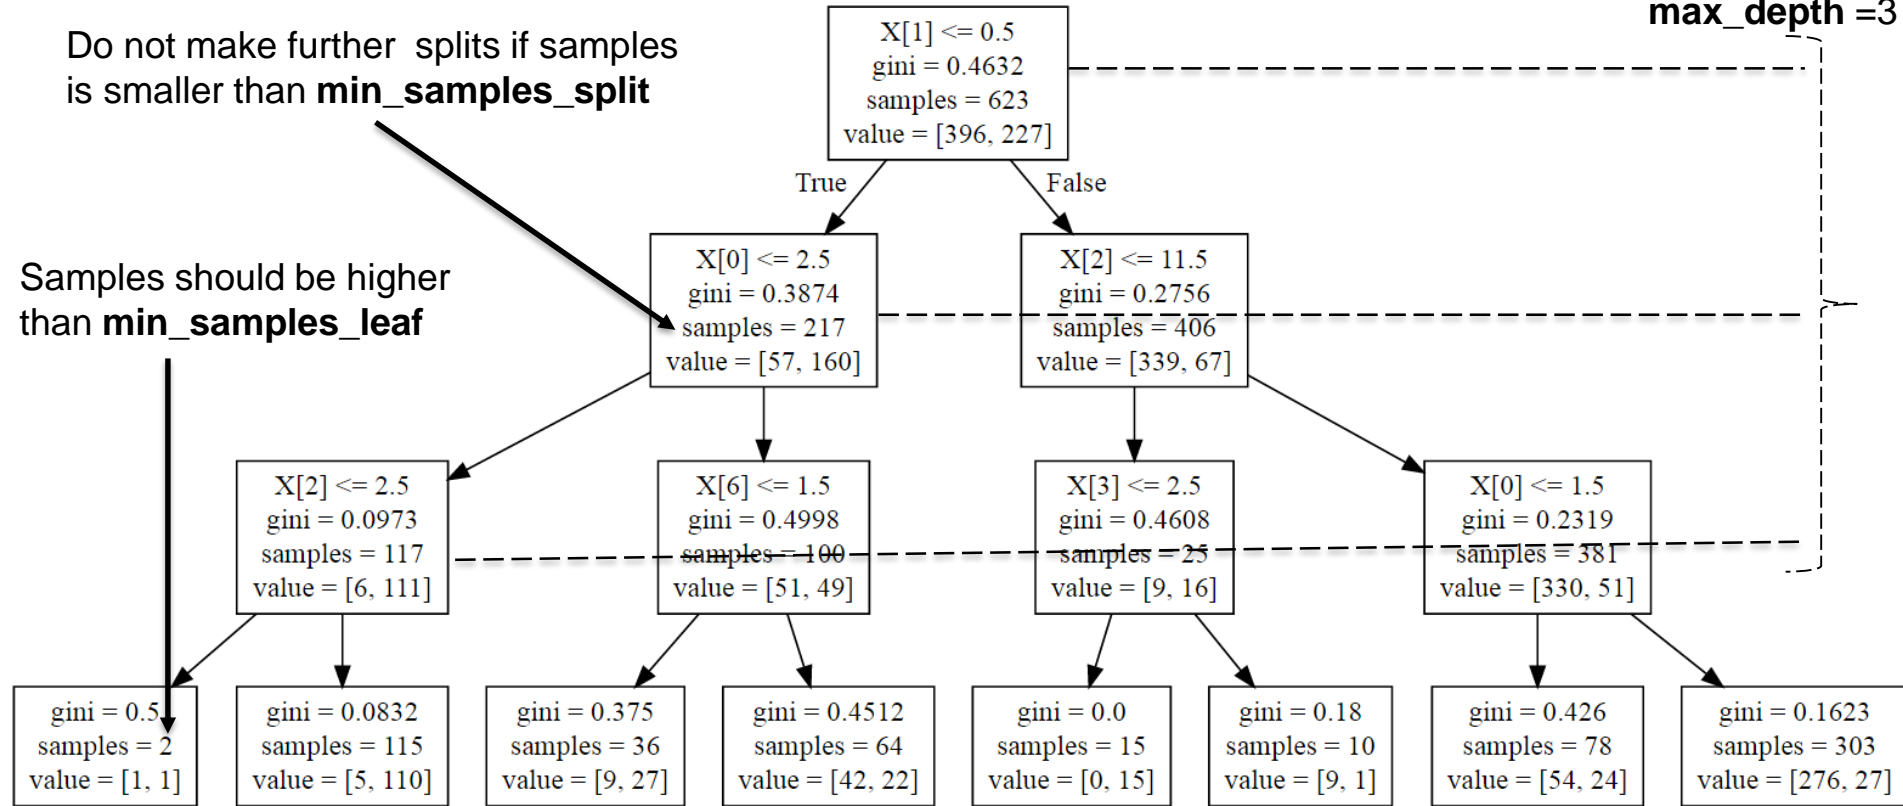 max_depth =3
Do not make further  splits if samples
is smaller than min_samples_split
X[1] <= 0.5
gini = 0.4632
samples = 623
value = [396, 227]
True
False
Samples should be higher
than min_samples_leaf
X[0] <= 2.5
gini = 0.3874
samples = 217
value = [57, 160]
X[2] <= 11.5
gini = 0.2756
samples = 406
value = [339, 67]
X[2] <= 2.5
gini = 0.0973
samples = 117
value = [6, 111]
X[6] <= 1.5
gini = 0.4998
samples = 100
value = [51, 49]
X[3] <= 2.5
gini = 0.4608
samples = 25
value = [9, 16]
X[0] <= 1.5
gini = 0.2319
samples = 381
value = [330, 51]
gini = 0.5
samples = 2
value = [1, 1]
gini = 0.0832
samples = 115
value = [5, 110]
gini = 0.375
samples = 36
value = [9, 27]
gini = 0.4512
samples = 64
value = [42, 22]
gini = 0.0
samples = 15
value = [0, 15]
gini = 0.18
samples = 10
value = [9, 1]
gini = 0.426
samples = 78
value = [54, 24]
gini = 0.1623
samples = 303
value = [276, 27]